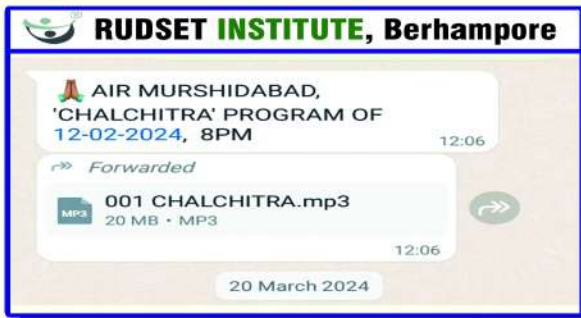 RUDSET INSTITUTE, Berhampore
🙏 AIR MURSHIDABAD,
'CHALCHITRA' PROGRAM OF
12-02-2024, 8PM
12:06
Forwarded
MP3
001 CHALCHITRA.mp3
20 MB • MP3
12:06
20 March 2024